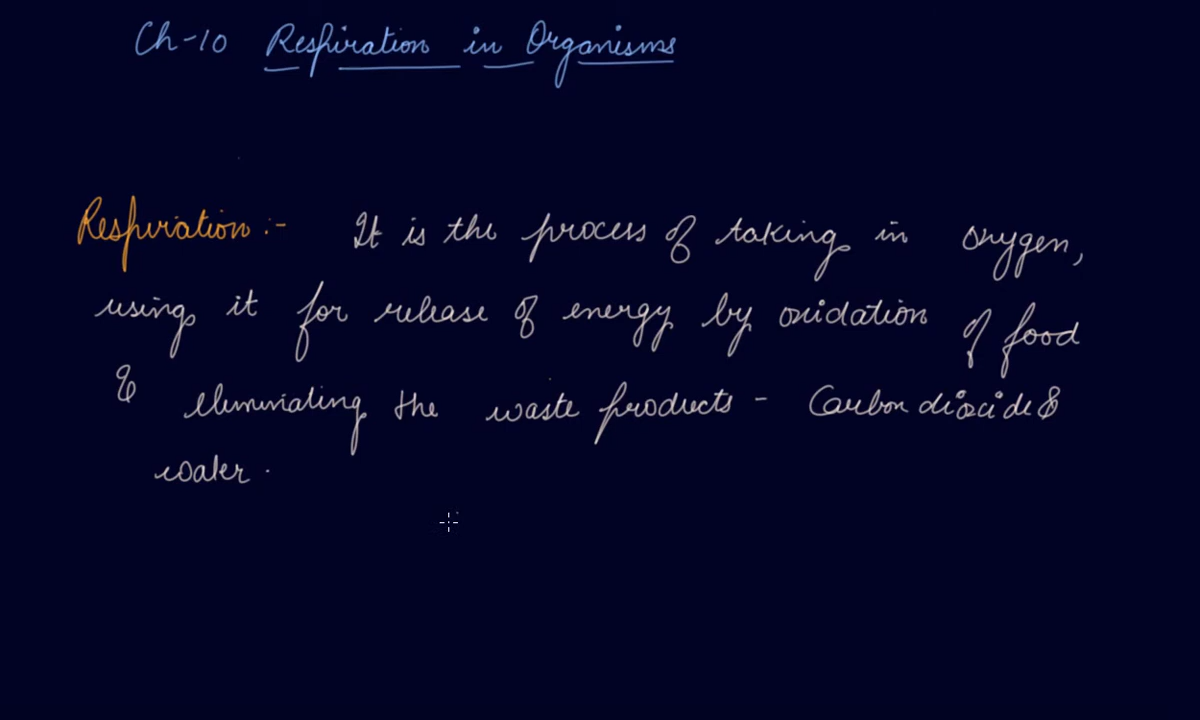 Ch-10 Respiration in Organisms
Respiration :- It is the process of taking in oxygen,
using it for release of energy by oxidation of food
& eliminating the waste products - Carbon dioxide &
water.